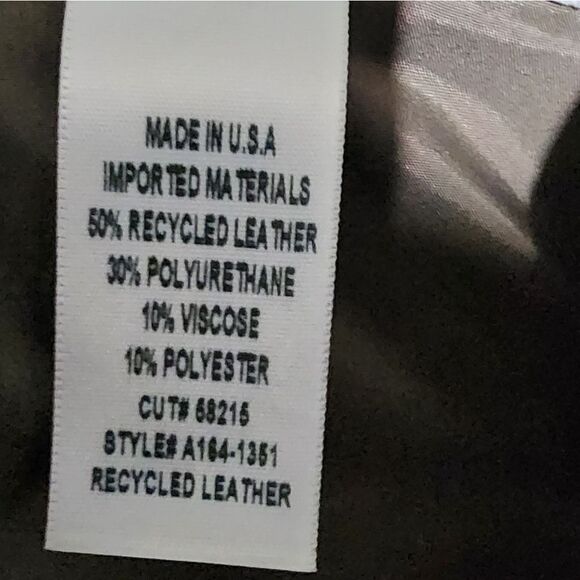 MADE IN U.S.A
IMPORTED MATERIALS
50% RECYCLED LEATHER
30% POLYURETHANE
10% VISCOSE
10% POLYESTER
CUT# 58215
STYLE# A164-1351
RECYCLED LEATHER